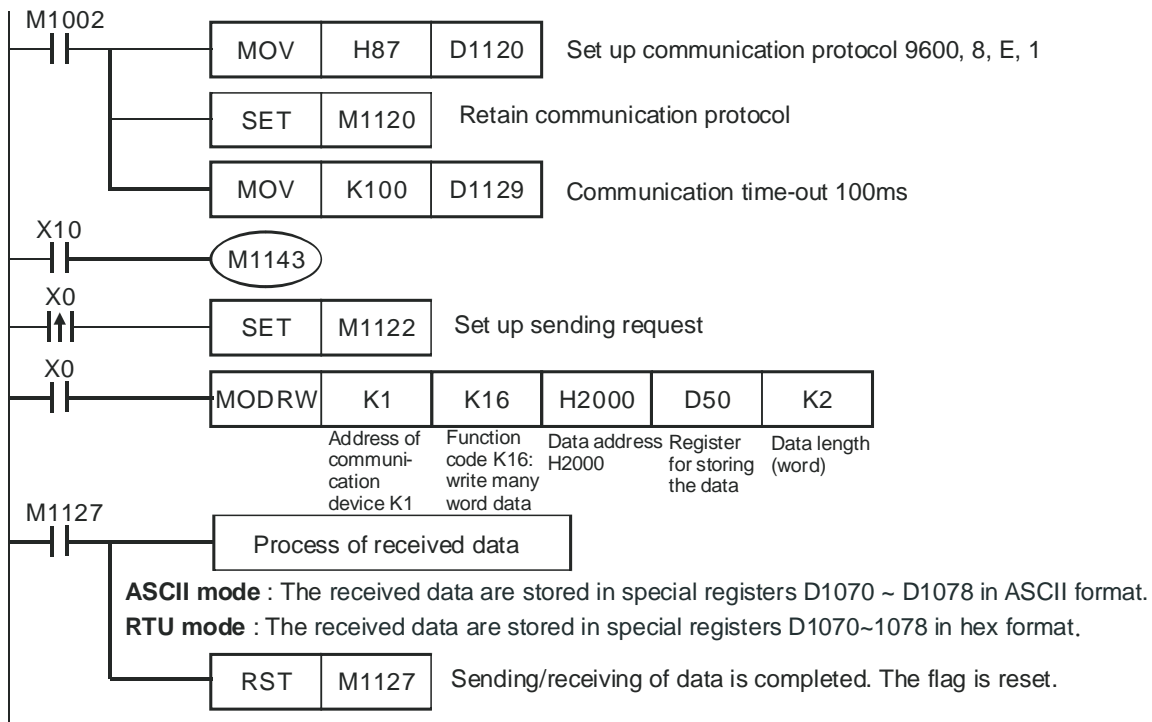 M1002
MOV H87 D1120 Set up communication protocol 9600, 8, E, 1
SET M1120 Retain communication protocol
MOV K100 D1129 Communication time-out 100ms
X10
M1143
X0
SET M1122 Set up sending request
X0
MODRW K1 K16 H2000 D50 K2
Address of
communi-
cation
device K1
Function
code K16:
write many
word data
Data address
H2000
Register
for storing
the data
Data length
(word)
M1127
Process of received data
ASCII mode : The received data are stored in special registers D1070 ~ D1078 in ASCII format.
RTU mode : The received data are stored in special registers D1070~1078 in hex format.
RST M1127 Sending/receiving of data is completed. The flag is reset.